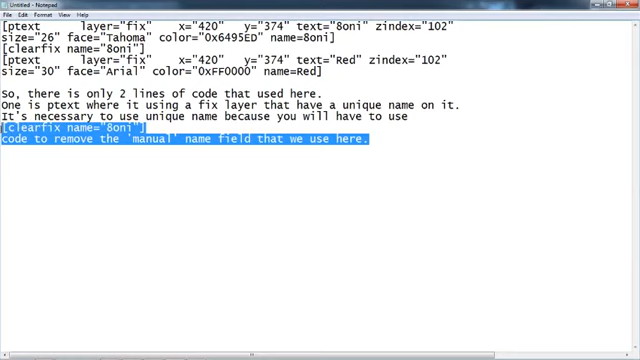 Untitled - Notepad
File Edit Format View Help
[ptext layer="fix" x="420" y="374" text="8oni" zindex="102"
size="26" face="Tahoma" color="0x6495ED" name=8oni]
[clearfix name="8oni"]
[ptext layer="fix" x="420" y="374" text="Red" zindex="102"
size="30" face="Arial" color="0xFF0000" name=Red]
So, there is only 2 lines of code that used here.
One is ptext where it using a fix layer that have a unique name on it.
It's necessary to use unique name because you will have to use
[clearfix name="8oni"]
code to remove the `manual` name field that we use here.